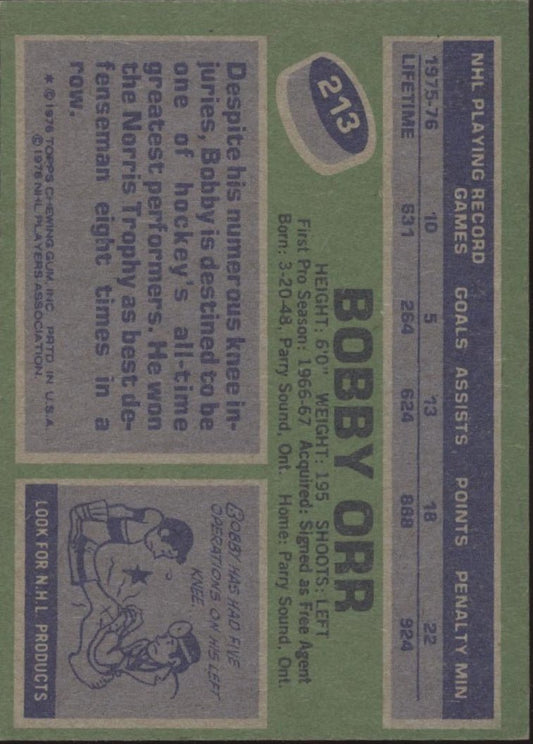 213
BOBBY ORR
HEIGHT: 6'0" WEIGHT: 195 SHOOTS: LEFT
First Pro Season: 1966-67 Acquired: Signed as Free Agent
Born: 3-20-48, Parry Sound, Ont. Home: Parry Sound, Ont.
NHL PLAYING RECORD
GAMES GOALS ASSISTS POINTS PENALTY MIN.
1975-76 10 5 13 18 22
LIFETIME 631 264 624 888 924
Despite his numerous knee in-
juries, Bobby is destined to be
one of hockey's all-time
greatest performers. He won
the Norris Trophy as best de-
fenseman eight times in a
row.
* © 1976 TOPPS CHEWING GUM, INC. PRTD. IN U.S.A.
© 1976 NHL PLAYERS ASSOCIATION.
BOBBY HAS HAD FIVE
OPERATIONS ON HIS LEFT
KNEE.
LOOK FOR N.H.L. PRODUCTS